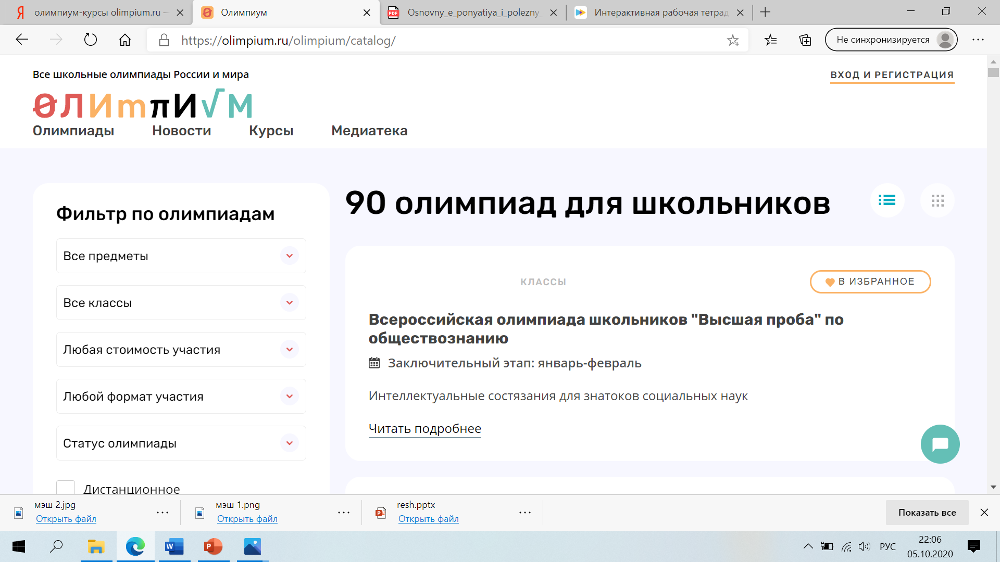 олимпиум-курсы olimpium.ru –
Олимпиум
Osnovny_e_ponyatiya_i_polezny_
Интерактивная рабочая тетрад
https://olimpium.ru/olimpium/catalog/
Не синхронизируется
Все школьные олимпиады России и мира
ВХОД И РЕГИСТРАЦИЯ
ОЛИmπИ√М
Олимпиады
Новости
Курсы
Медиатека
Фильтр по олимпиадам
Все предметы
Все классы
Любая стоимость участия
Любой формат участия
Статус олимпиады
Дистанционное
90 олимпиад для школьников
КЛАССЫ
В ИЗБРАННОЕ
Всероссийская олимпиада школьников "Высшая проба" по
обществознанию
Заключительный этап: январь-февраль
Интеллектуальные состязания для знатоков социальных наук
Читать подробнее
мэш 2.jpg
Открыть файл
мэш 1.png
Открыть файл
resh.pptx
Открыть файл
Показать все
РУС
22:06
05.10.2020